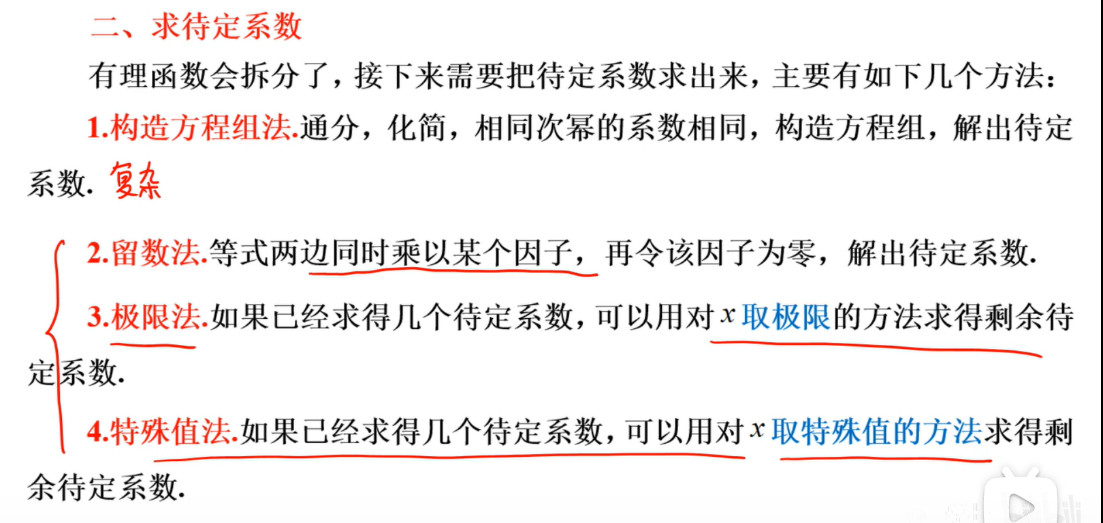 二、求待定系数
有理函数会拆分了，接下来需要把待定系数求出来，主要有如下几个方法：
1.构造方程组法.通分，化简，相同次幂的系数相同，构造方程组，解出待定
系数. 复杂
2.留数法.等式两边同时乘以某个因子，再令该因子为零，解出待定系数.
3.极限法.如果已经求得几个待定系数，可以用对x取极限的方法求得剩余待
定系数.
4.特殊值法.如果已经求得几个待定系数，可以用对x取特殊值的方法求得剩
余待定系数.